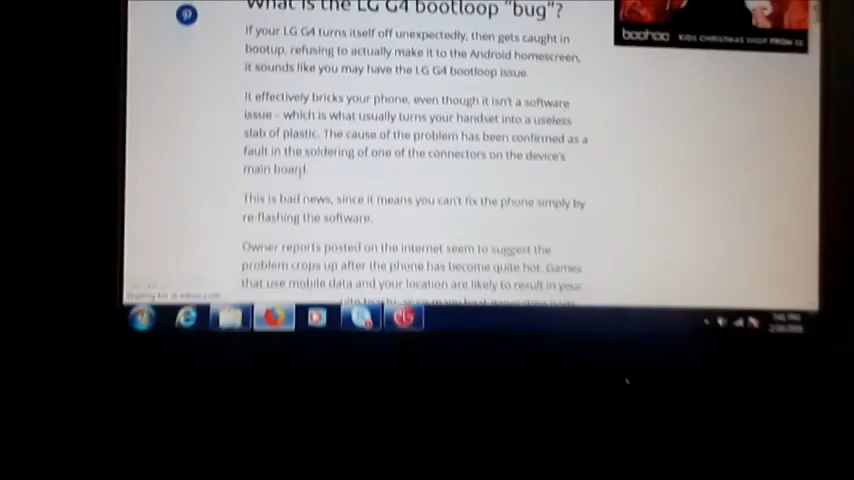 What is the LG G4 bootloop "bug"?
If your LG G4 turns itself off unexpectedly, then gets caught in
bootup, refusing to actually make it to the Android homescreen,
it sounds like you may have the LG G4 bootloop issue
It effectively bricks your phone, even though it isn't a software
issue – which is what usually turns your handset into a useless
slab of plastic. The cause of the problem has been confirmed as a
fault in the soldering of one of the connectors on the device's
main board.
This is bad news, since it means you can't fix the phone simply by
re-flashing the software.
Owner reports posted on the internet seem to suggest the
problem crops up after the phone has become quite hot. Games
that use mobile data and your location are likely to result in your
boohoo KIDS CHRISTMAS SHOP FROM